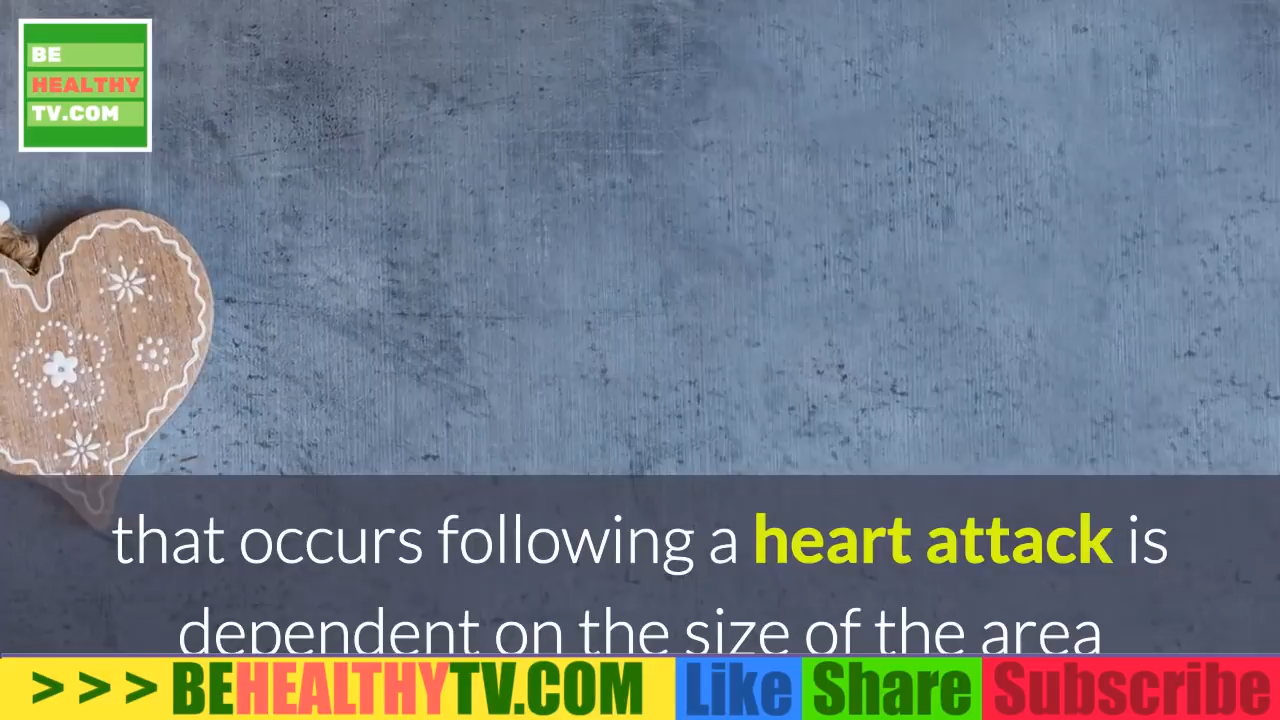 BE
HEALTHY
TV.COM
that occurs following a heart attack is
dependent on the size of the area
> > > BEHEALTHYTV.COM Like Share Subscribe